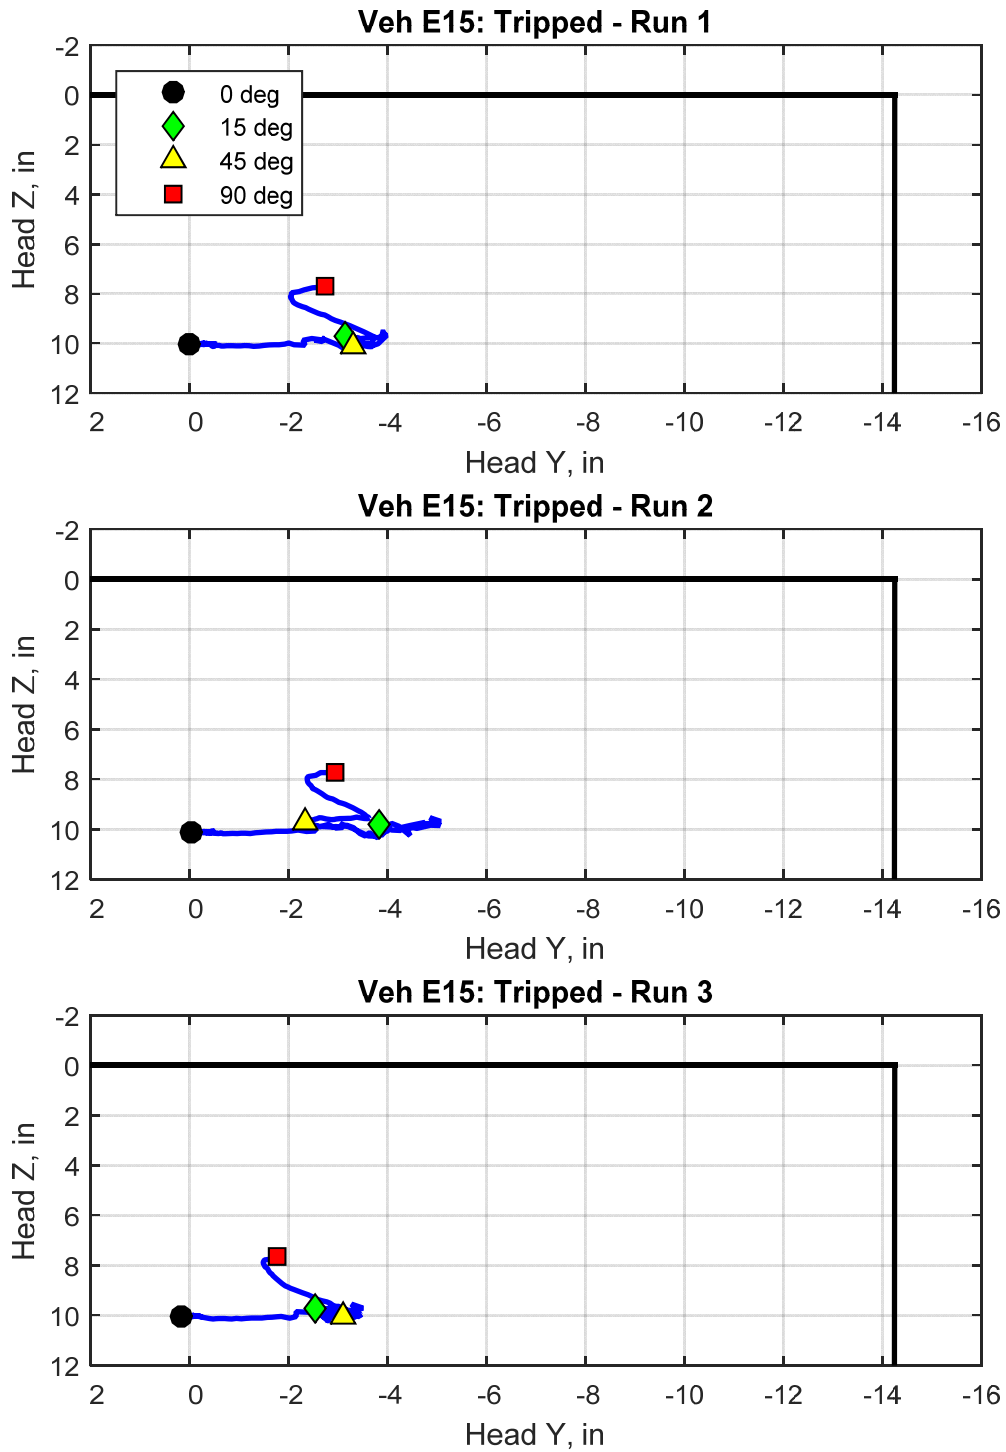 Veh E15: Tripped - Run 1
-2
0
2
4
6
8
10
12
Head Z, in
0 deg
15 deg
45 deg
90 deg
2 0 -2 -4 -6 -8 -10 -12 -14 -16
Head Y, in
Veh E15: Tripped - Run 2
-2
0
2
4
6
8
10
12
Head Z, in
2 0 -2 -4 -6 -8 -10 -12 -14 -16
Head Y, in
Veh E15: Tripped - Run 3
-2
0
2
4
6
8
10
12
Head Z, in
2 0 -2 -4 -6 -8 -10 -12 -14 -16
Head Y, in